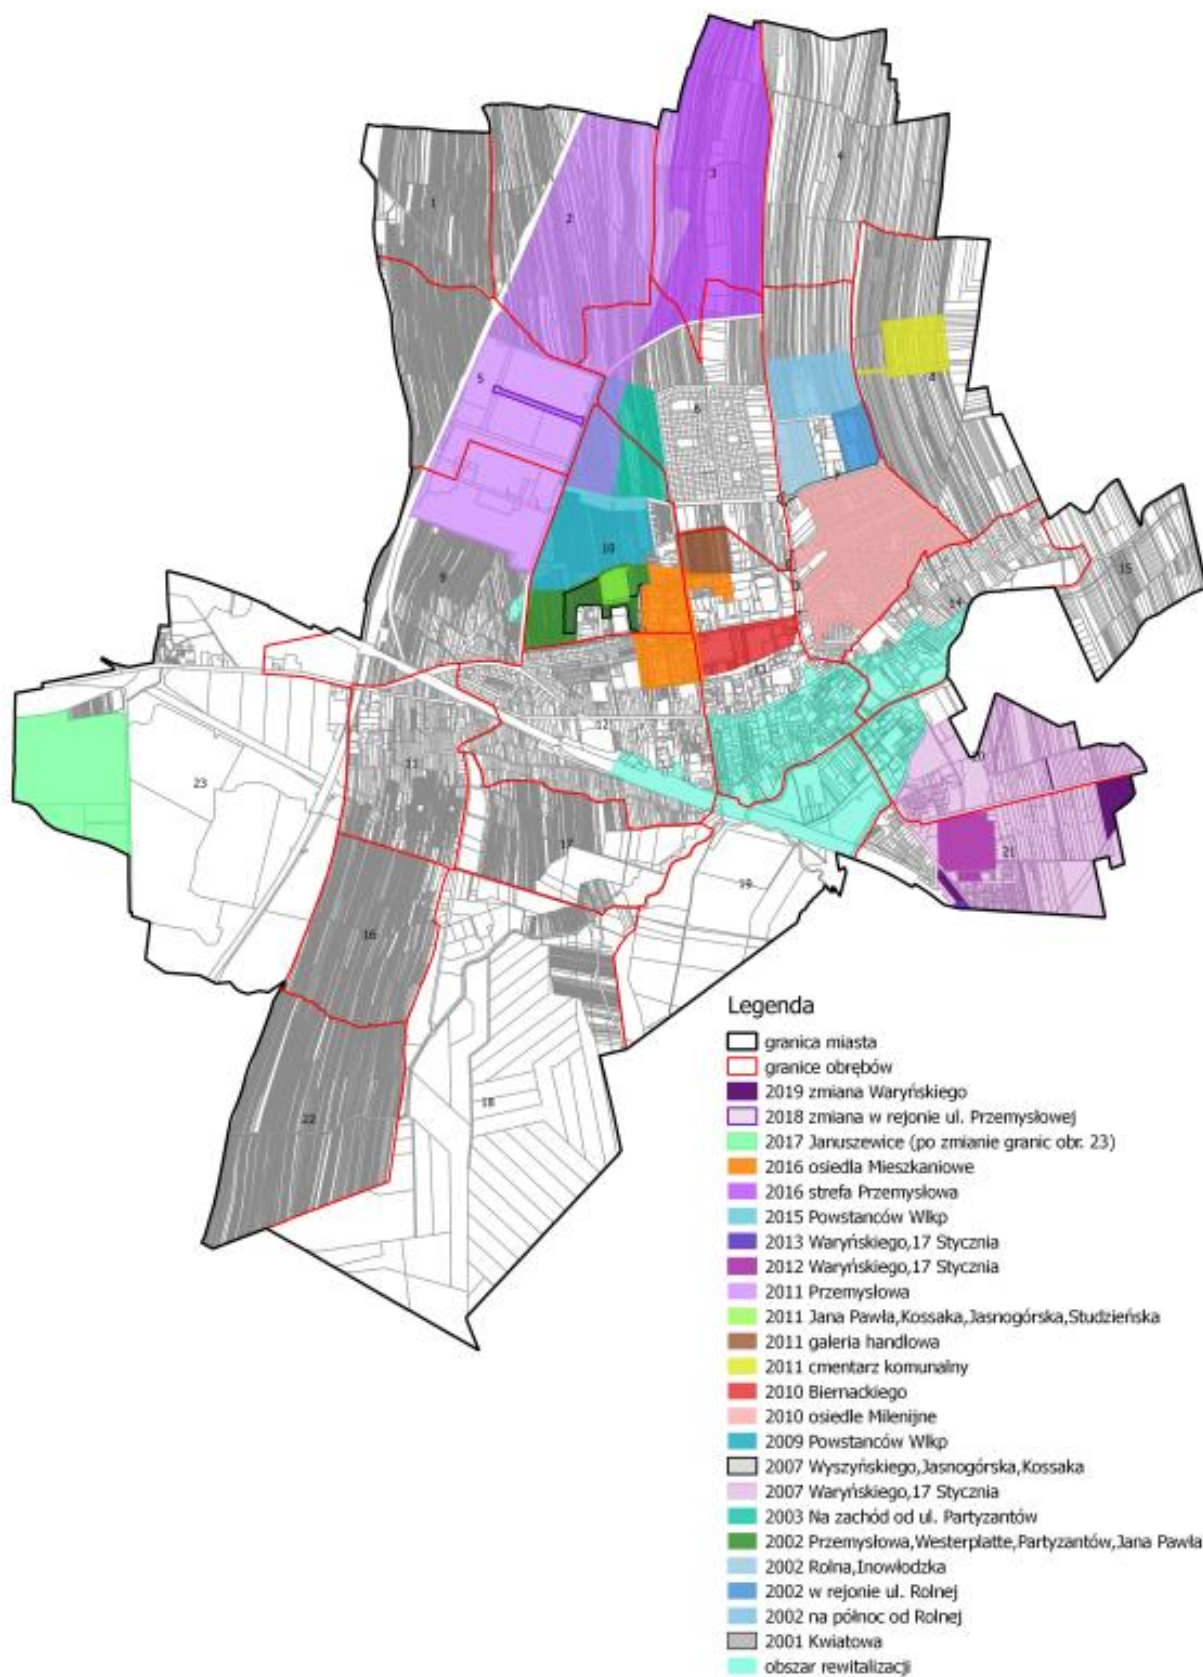 1
2
3
4
5
6
8
9
10
11
12
14
15
16
17
18
19
21
22
23
Legenda
granica miasta
granice obrębów
2019 zmiana Waryńskiego
2018 zmiana w rejonie ul. Przemysłowej
2017 Januszewice (po zmianie granic obr. 23)
2016 osiedla Mieszkaniowe
2016 strefa Przemysłowa
2015 Powstańców Wlkp
2013 Waryńskiego,17 Stycznia
2012 Waryńskiego,17 Stycznia
2011 Przemysłowa
2011 Jana Pawła,Kossaka,Jasnogórska,Studzieńska
2011 galeria handlowa
2011 cmentarz komunalny
2010 Biernackiego
2010 osiedle Milenijne
2009 Powstańców Wlkp
2007 Wyszyńskiego,Jasnogórska,Kossaka
2007 Waryńskiego,17 Stycznia
2003 Na zachód od ul. Partyzantów
2002 Przemysłowa,Westerplatte,Partyzantów,Jana Pawła
2002 Rolna,Inowłodzka
2002 w rejonie ul. Rolnej
2002 na północ od Rolnej
2001 Kwiatowa
obszar rewitalizacji